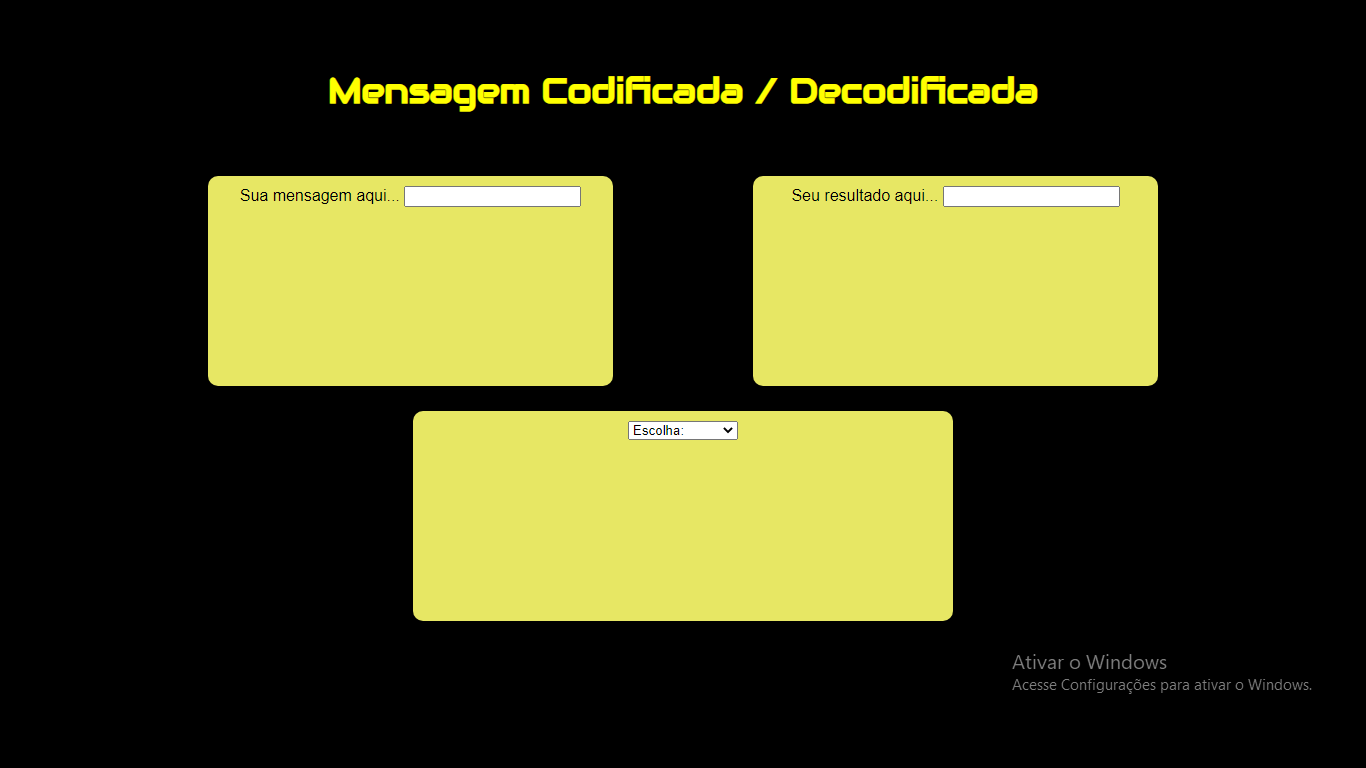 Mensagem Codificada / Decodificada
Sua mensagem aqui...
Seu resultado aqui...
Escolha:
Ativar o Windows
Acesse Configurações para ativar o Windows.